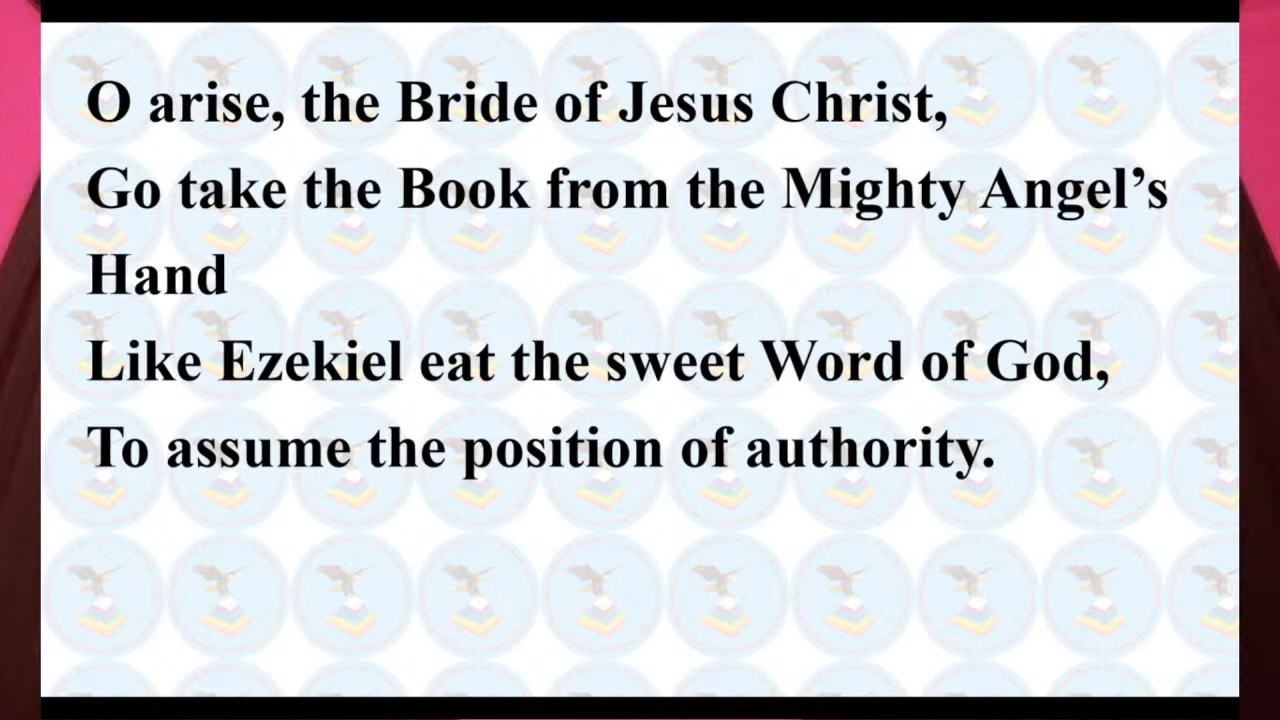 O arise, the Bride of Jesus Christ,
Go take the Book from the Mighty Angel’s
Hand
Like Ezekiel eat the sweet Word of God,
To assume the position of authority.